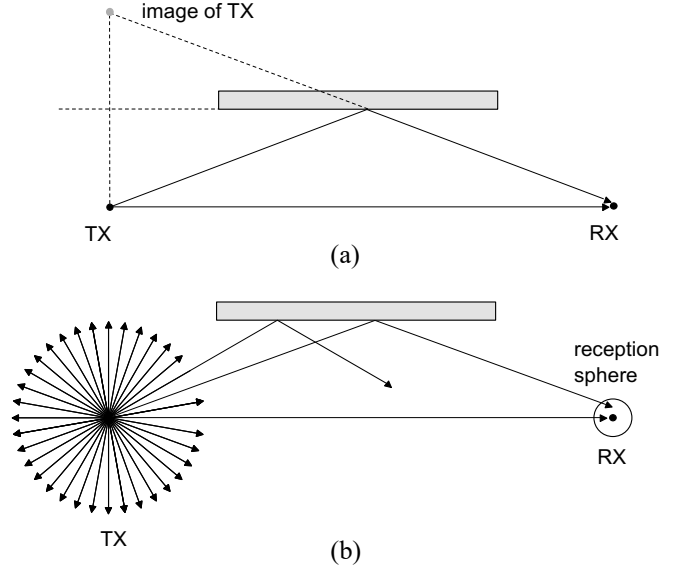 image of TX
TX
RX
(a)
reception
sphere
RX
TX
(b)